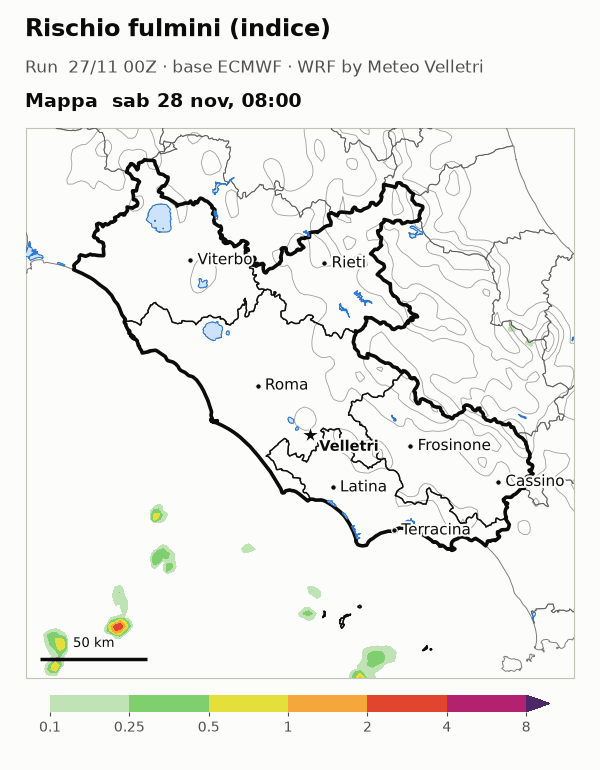 Rischio fulmini (indice)
Run  27/11 00Z · base ECMWF · WRF by Meteo Velletri
Mappa  sab 28 nov, 08:00
Viterbo
Rieti
Roma
Velletri
Frosinone
Cassino
Latina
Terracina
50 km
0.1 0.25 0.5 1 2 4 8